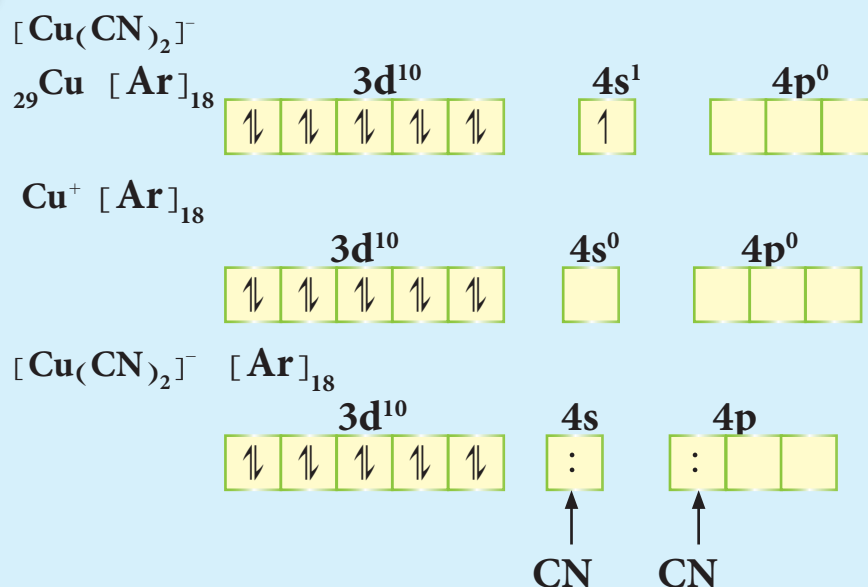 [Cu(CN)₂]⁻
3d¹⁰ 4s¹ 4p⁰
₂₉Cu [Ar]₁₈
⥮ ⥮ ⥮ ⥮ ⥮ ↿
Cu⁺ [Ar]₁₈
3d¹⁰ 4s⁰ 4p⁰
⥮ ⥮ ⥮ ⥮ ⥮
[Cu(CN)₂]⁻ [Ar]₁₈
3d¹⁰ 4s 4p
⥮ ⥮ ⥮ ⥮ ⥮ : :
CN CN